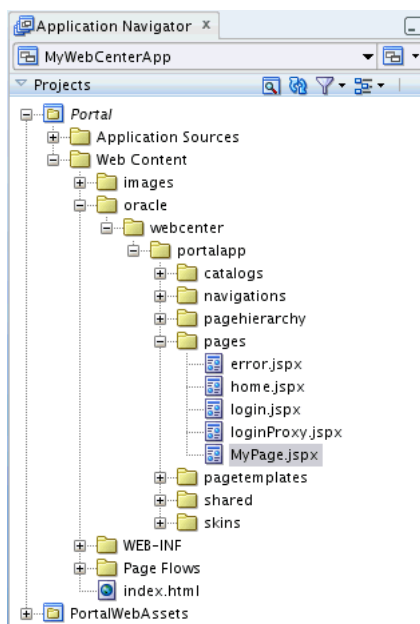 Application Navigator
MyWebCenterApp
Projects
Portal
Application Sources
Web Content
images
oracle
webcenter
portalapp
catalogs
navigations
pagehierarchy
pages
error.jspx
home.jspx
login.jspx
loginProxy.jspx
MyPage.jspx
pagetemplates
shared
skins
WEB-INF
Page Flows
index.html
PortalWebAssets